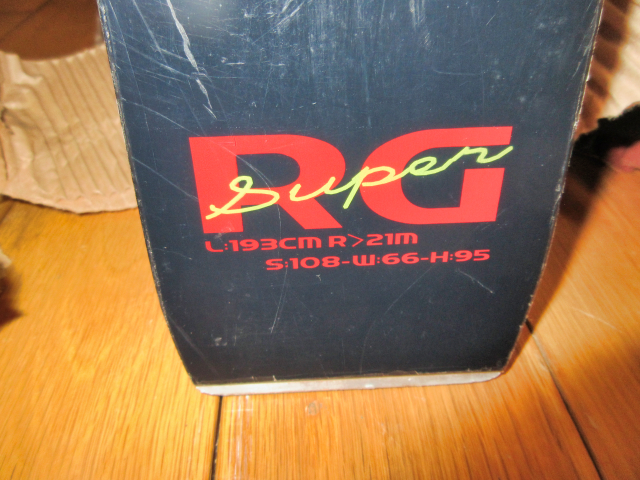 RG
Super
L:193CM R>21M
S:108-W:66-H:95